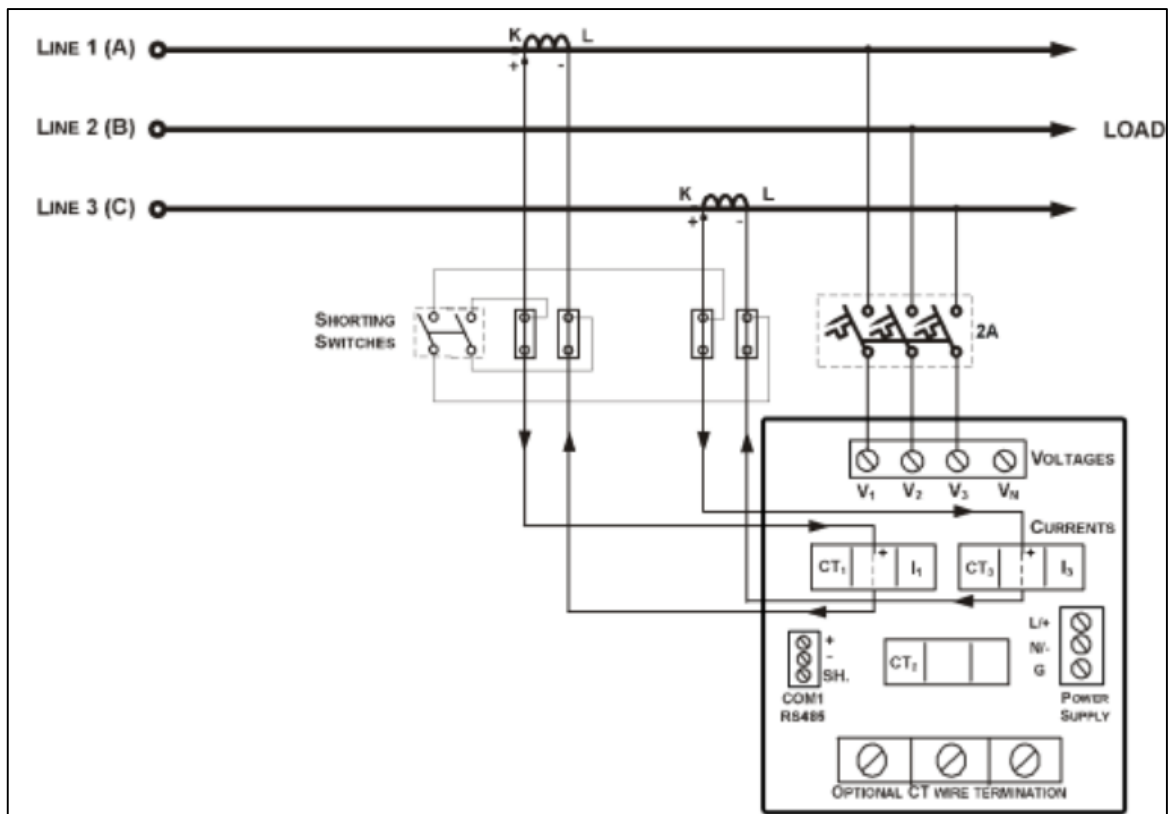 LINE 1 (A)
K L
+ -
LINE 2 (B)
LOAD
LINE 3 (C)
K L
+ -
SHORTING
SWITCHES
2A
VOLTAGES
V1 V2 V3 VN
CURRENTS
CT1 + I1
CT3 + I3
L/+
N/-
G
POWER
SUPPLY
+
-
SH.
COM1
RS485
CT2
OPTIONAL CT WIRE TERMINATION